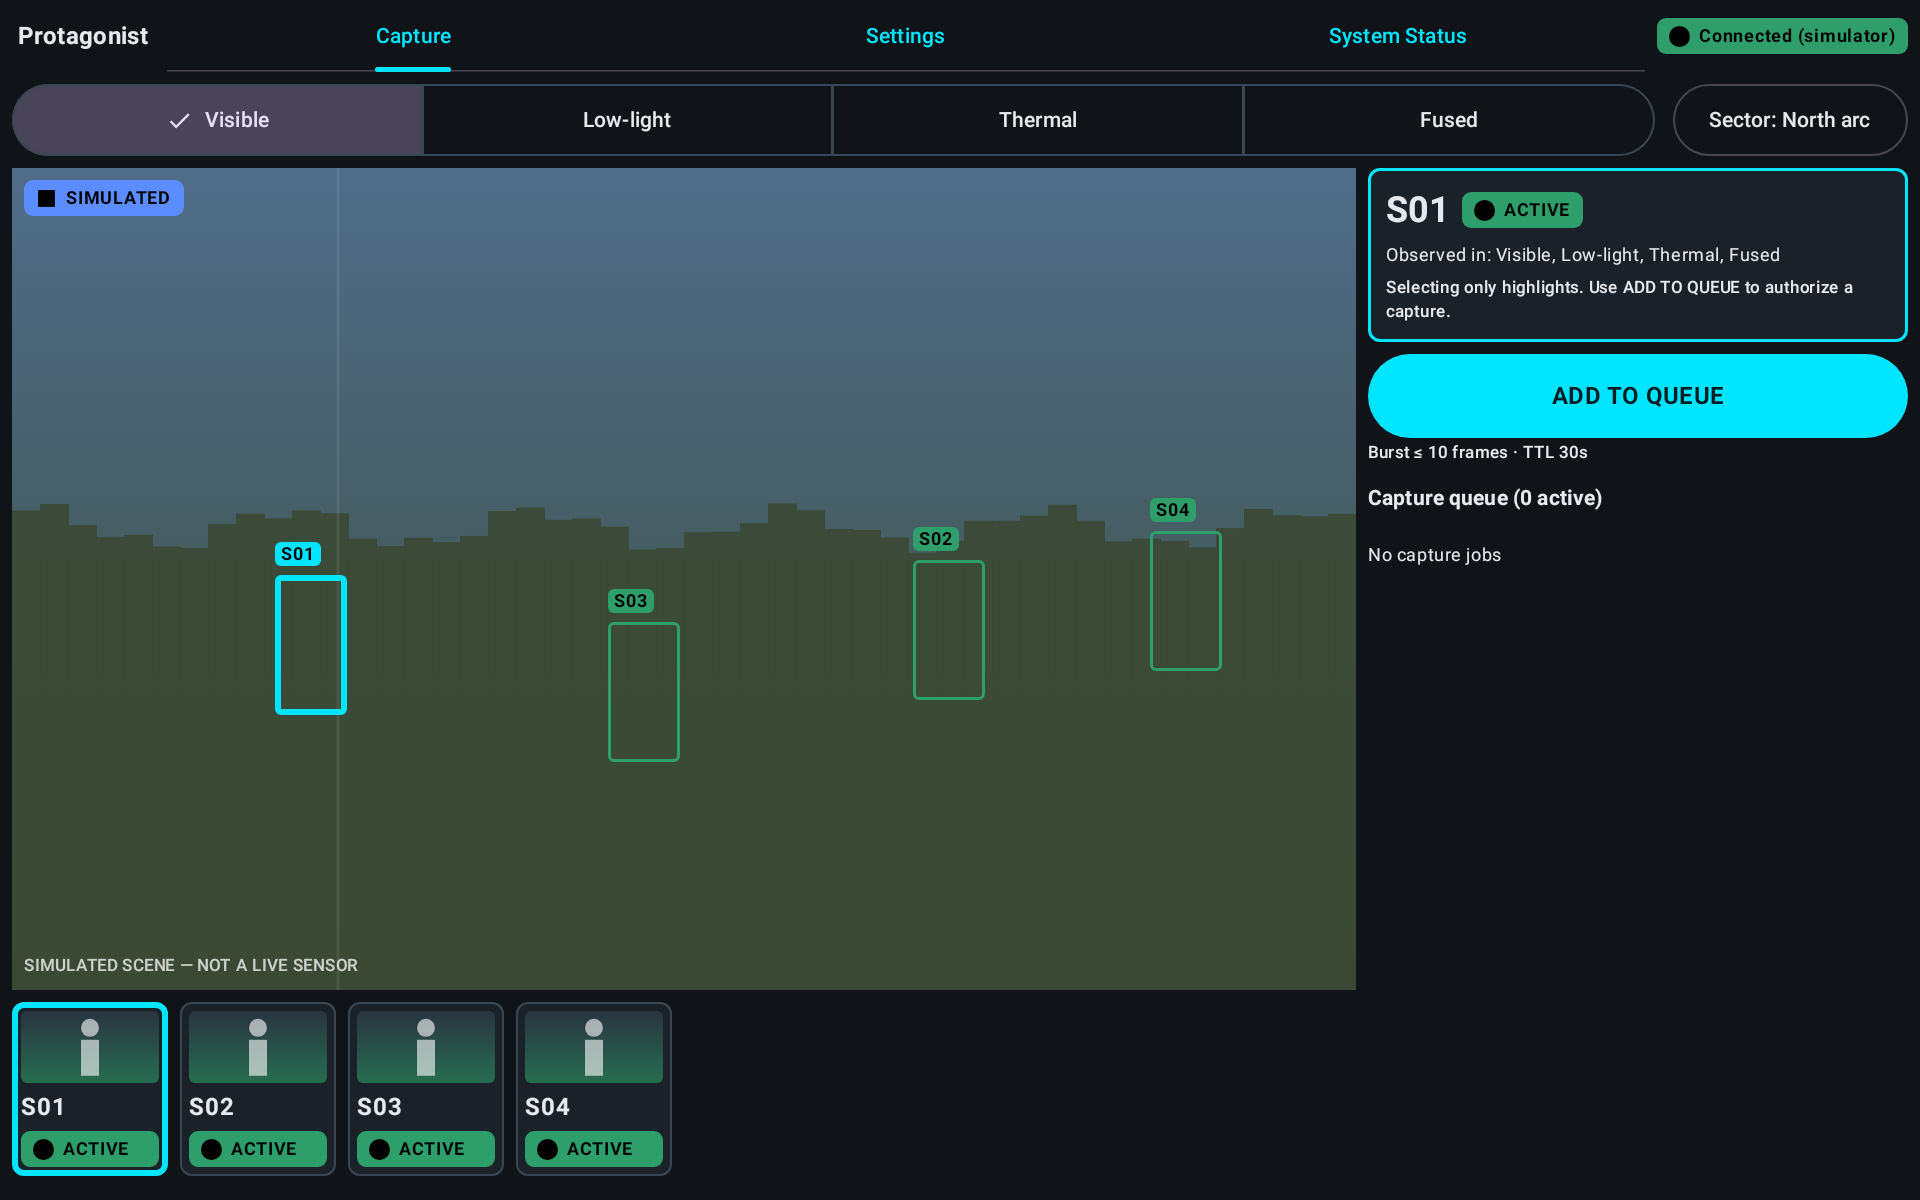 Protagonist
Capture
Settings
System Status
Connected (simulator)
Visible
Low-light
Thermal
Fused
Sector: North arc
SIMULATED
S01
S03
S02
S04
SIMULATED SCENE — NOT A LIVE SENSOR
S01
ACTIVE
Observed in: Visible, Low-light, Thermal, Fused
Selecting only highlights. Use ADD TO QUEUE to authorize a
capture.
ADD TO QUEUE
Burst ≤ 10 frames · TTL 30s
Capture queue (0 active)
No capture jobs
S01
ACTIVE
S02
ACTIVE
S03
ACTIVE
S04
ACTIVE